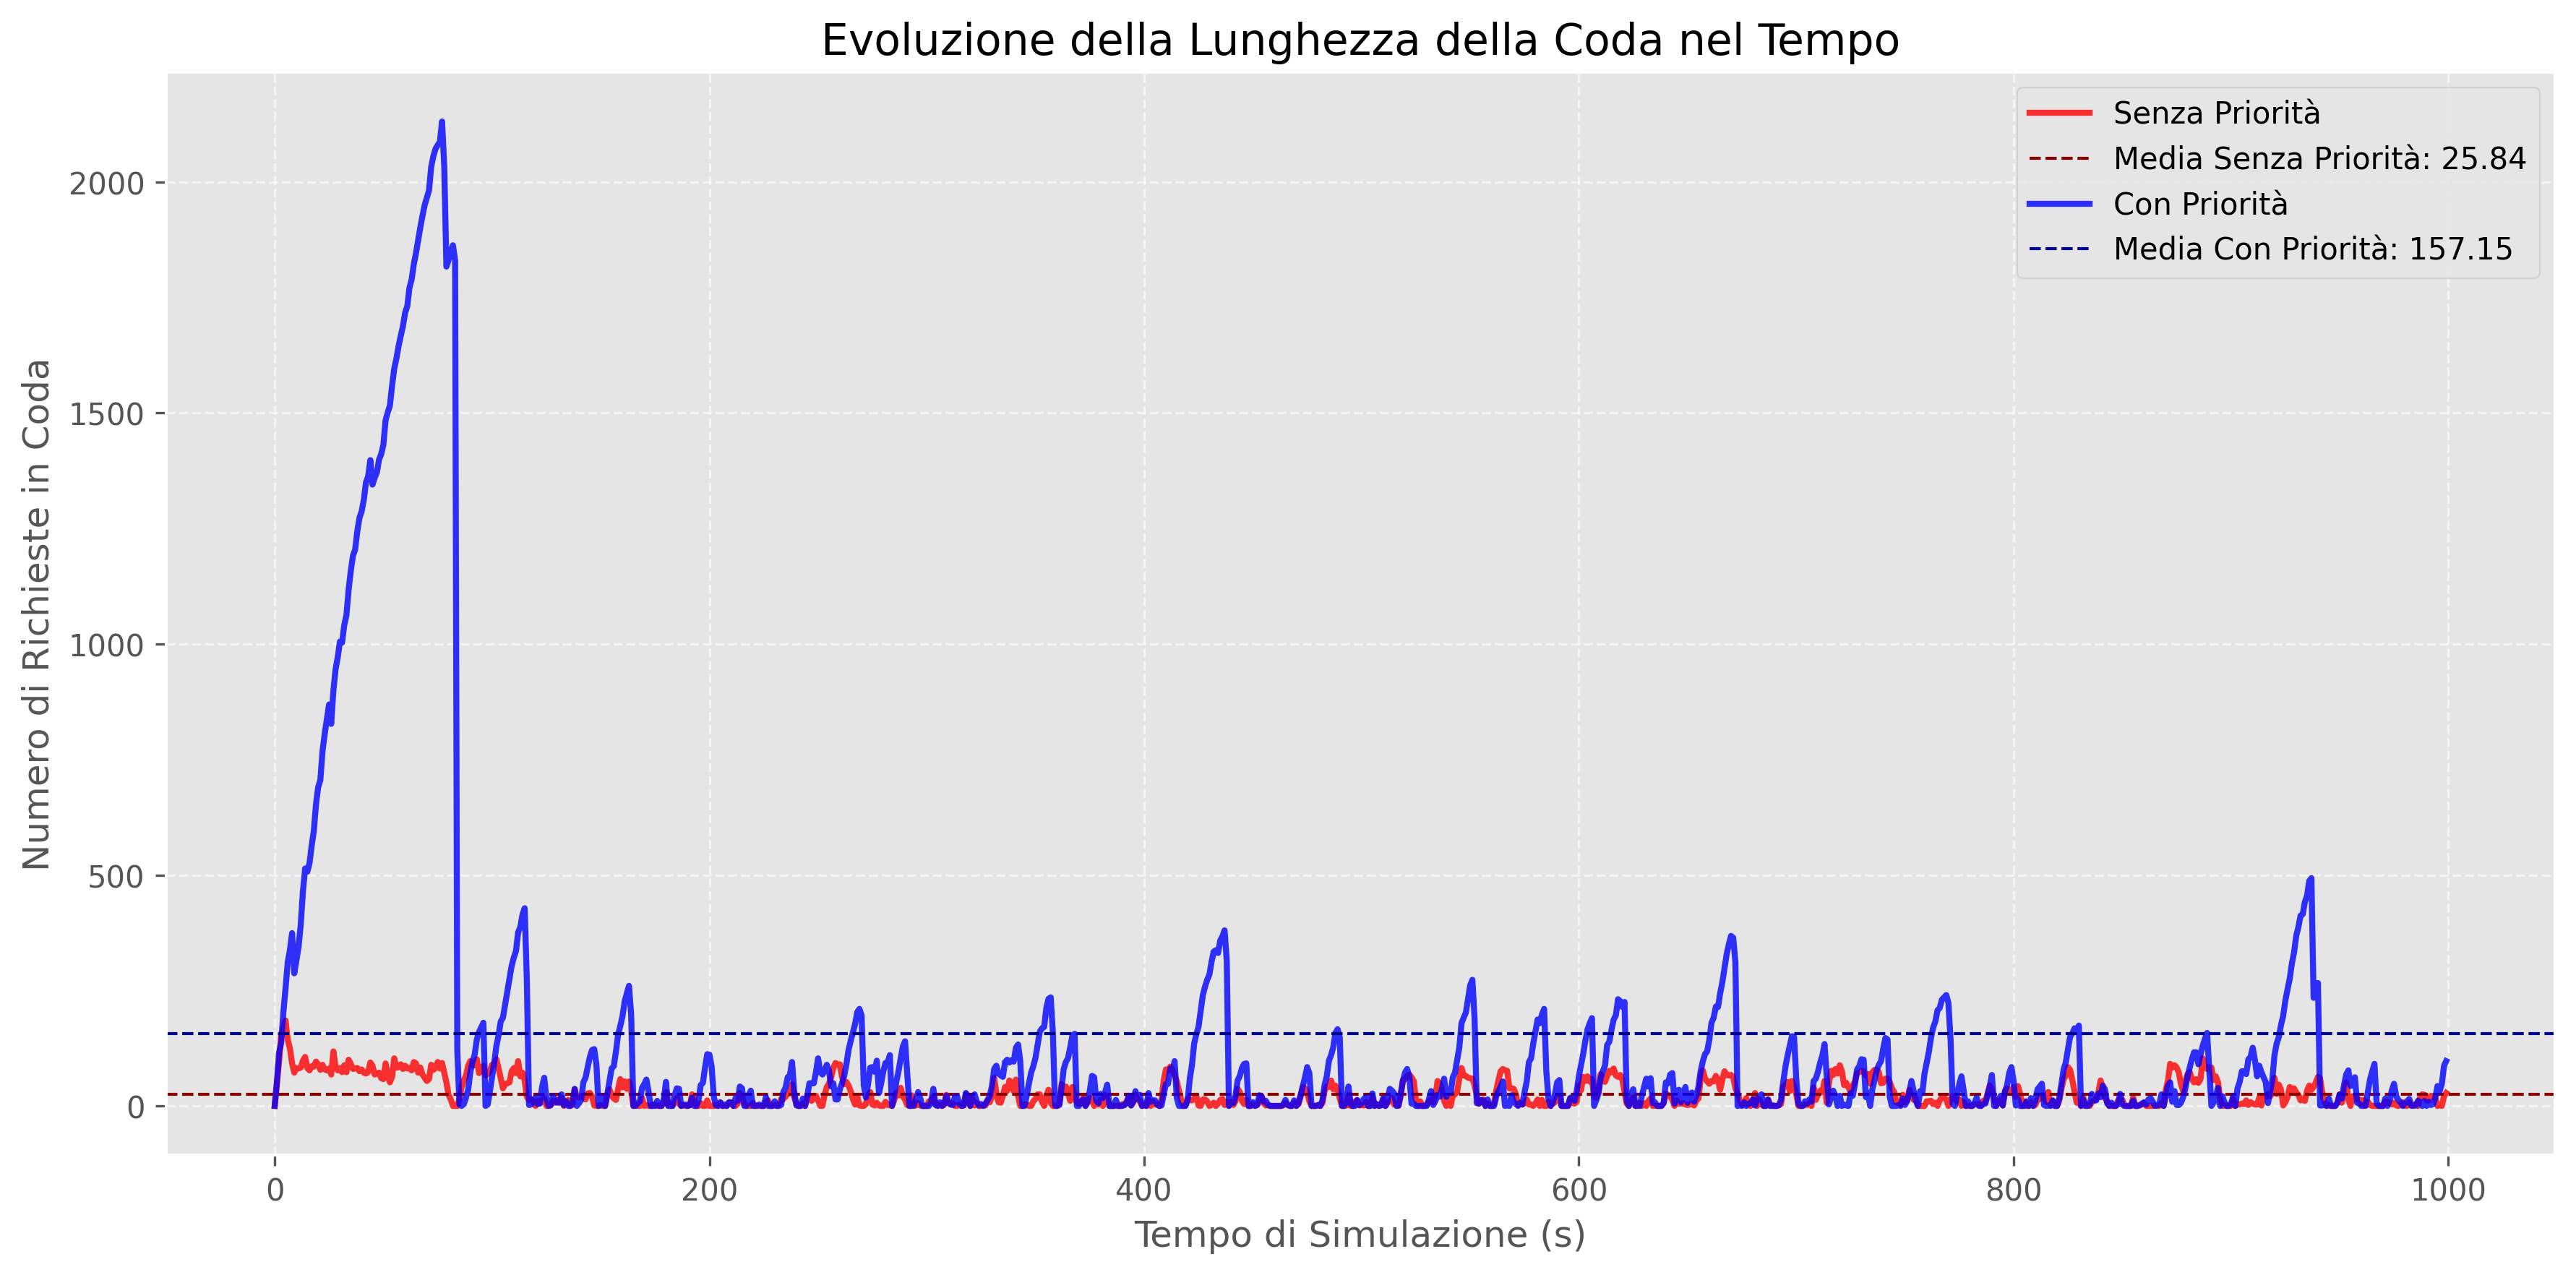 Evoluzione della Lunghezza della Coda nel Tempo
Senza Priorità
Media Senza Priorità: 25.84
Con Priorità
Media Con Priorità: 157.15
Numero di Richieste in Coda
2000
1500
1000
500
0
0 200 400 600 800 1000
Tempo di Simulazione (s)